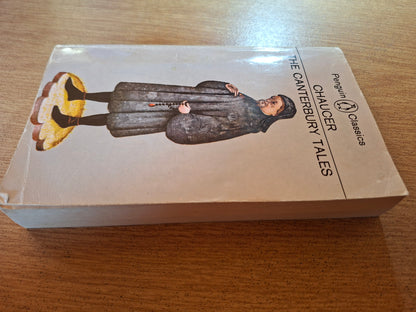 Penguin Classics
CHAUCER
THE CANTERBURY TALES